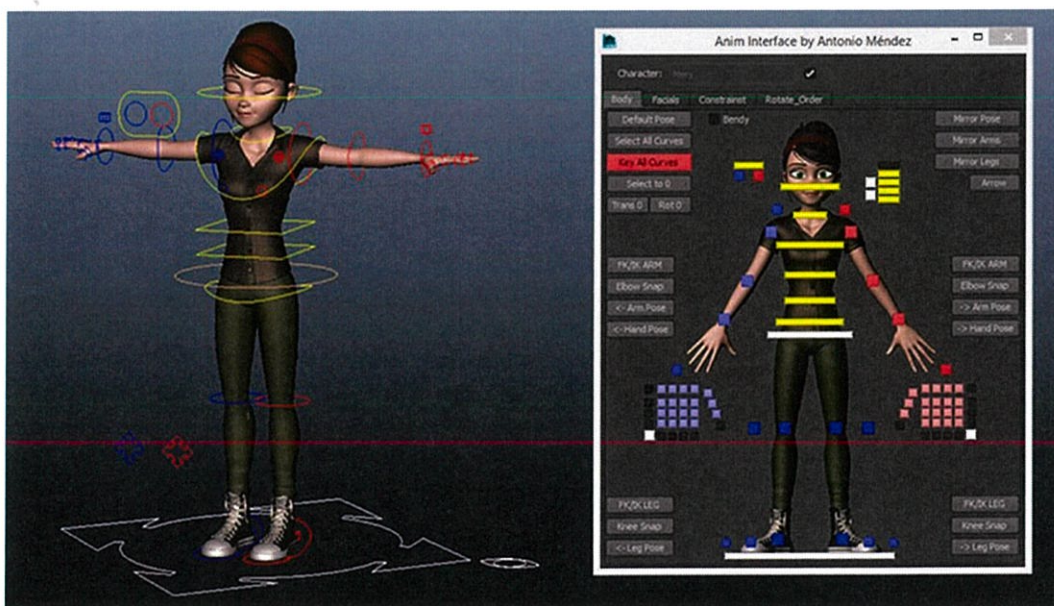 Anim Interface by Antonio Méndez
Character: Mery
Body Facials Constrainst Rotate_Order
Default Pose
Bendy
Mirror Pose
Select All Curves
Mirror Arms
Key All Curves
Mirror Legs
Select to 0
Arrow
Trans 0 Rot 0
FK/IK ARM
FK/IK ARM
Elbow Snap
Elbow Snap
<- Arm Pose
-> Arm Pose
<- Hand Pose
-> Hand Pose
FK/IK LEG
FK/IK LEG
Knee Snap
Knee Snap
<- Leg Pose
-> Leg Pose